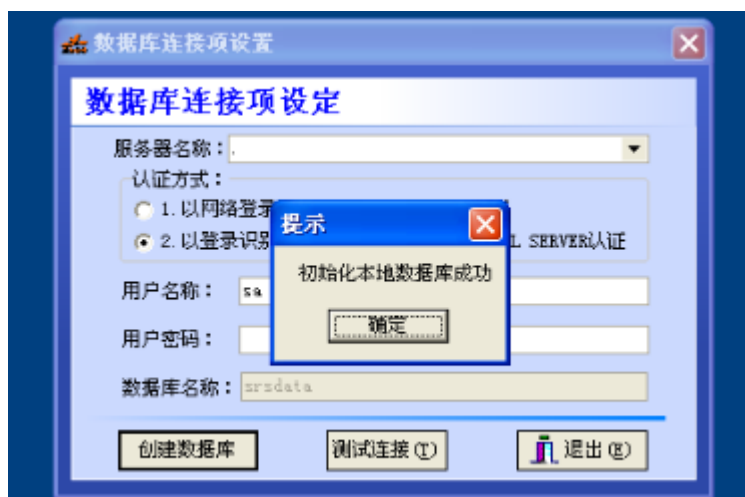 数据库连接项设置
数据库连接项设定
服务器名称：.
认证方式：
1. 以网络登录
2. 以登录识别
L SERVER认证
提示
初始化本地数据库成功
确定
用户名称： sa
用户密码：
数据库名称： srsdata
创建数据库
测试连接(T)
退出(E)